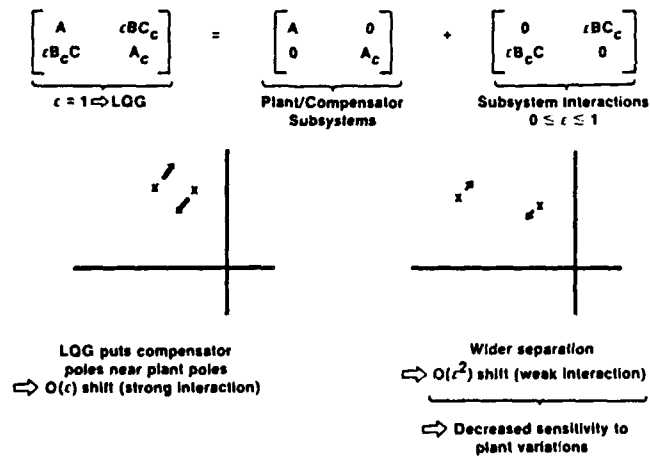 [ A εBC_c ; εB_cC A_c ] = [ A 0 ; 0 A_c ] + [ 0 εBC_c ; εB_cC 0 ]
ε = 1 ⇨ LQG
Plant/Compensator
Subsystems
Subsystem Interactions
0 ≤ ε ≤ 1
x x
x x
LQG puts compensator
poles near plant poles
⇨ O(ε) shift (strong interaction)
Wider separation
⇨ O(ε²) shift (weak interaction)
⇨ Decreased sensitivity to
plant variations